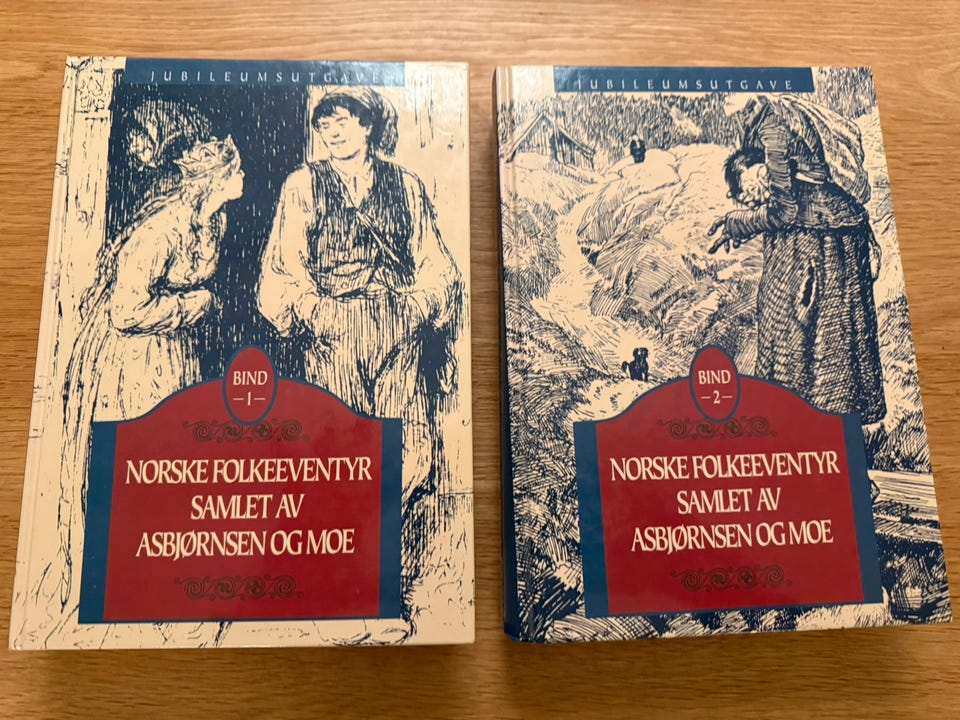 JUBILEUMSUTGAVE
BIND
–1–
NORSKE FOLKEEVENTYR
SAMLET AV
ASBJØRNSEN OG MOE
JUBILEUMSUTGAVE
BIND
–2–
NORSKE FOLKEEVENTYR
SAMLET AV
ASBJØRNSEN OG MOE